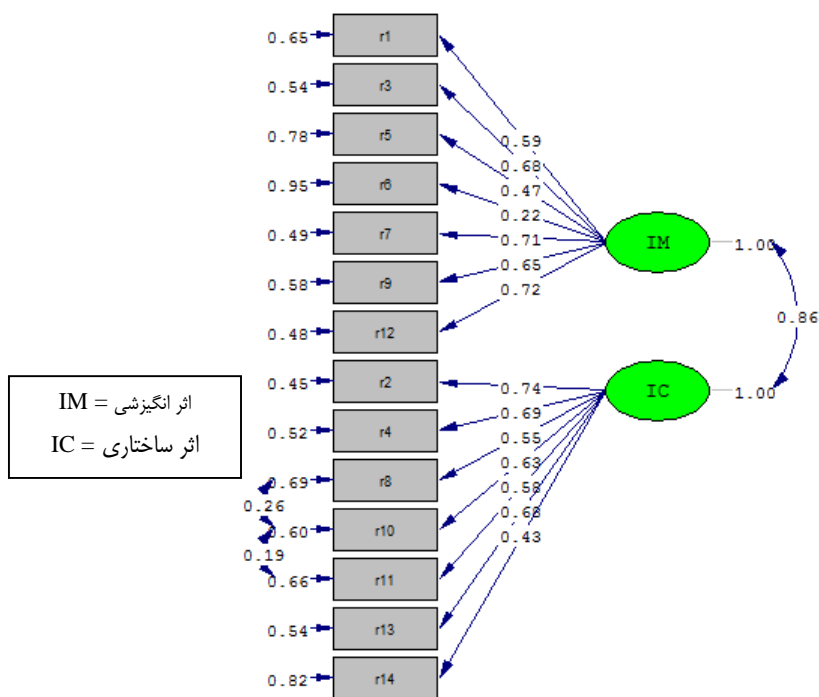 0.65 r1
0.54 r3
0.78 r5
0.95 r6
0.49 r7
0.58 r9
0.48 r12
0.45 r2
0.52 r4
0.69 r8
0.60 r10
0.66 r11
0.54 r13
0.82 r14
0.26
0.19
0.59
0.68
0.47
0.22
0.71
0.65
0.72
0.74
0.69
0.55
0.63
0.58
0.68
0.43
IM 1.00
IC 1.00
0.86
اثر انگیزشی = IM
اثر ساختاری = IC